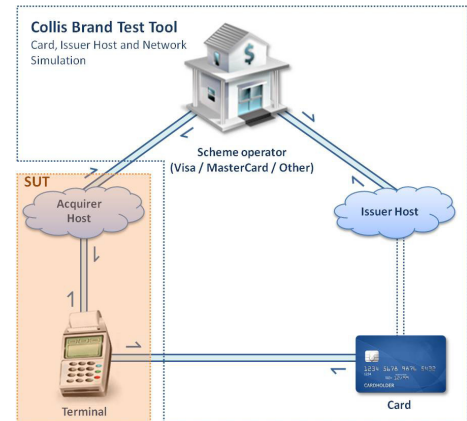 Collis Brand Test Tool
Card, Issuer Host and Network
Simulation
$
Scheme operator
(Visa / MasterCard / Other)
SUT
Acquirer
Host
Issuer Host
Terminal
CARDHOLDER
Card